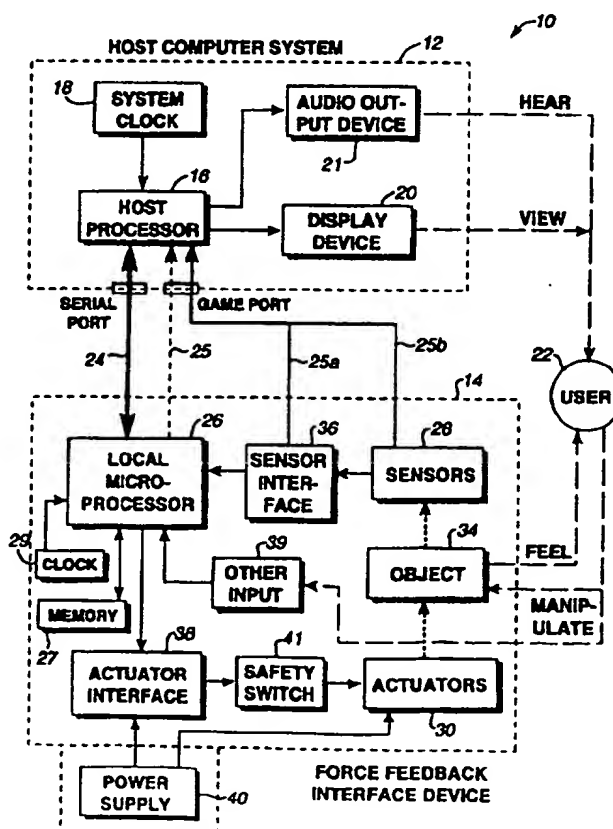 10
HOST COMPUTER SYSTEM
12
18
SYSTEM
CLOCK
AUDIO OUT-
PUT DEVICE
21
HEAR
16
HOST
PROCESSOR
20
DISPLAY
DEVICE
VIEW
SERIAL
PORT
GAME PORT
24
25
25a
25b
22
USER
14
26
LOCAL
MICRO-
PROCESSOR
36
SENSOR
INTER-
FACE
28
SENSORS
29
CLOCK
39
OTHER
INPUT
34
OBJECT
FEEL
MEMORY
27
MANIP-
ULATE
38
ACTUATOR
INTERFACE
41
SAFETY
SWITCH
ACTUATORS
30
POWER
SUPPLY
40
FORCE FEEDBACK
INTERFACE DEVICE